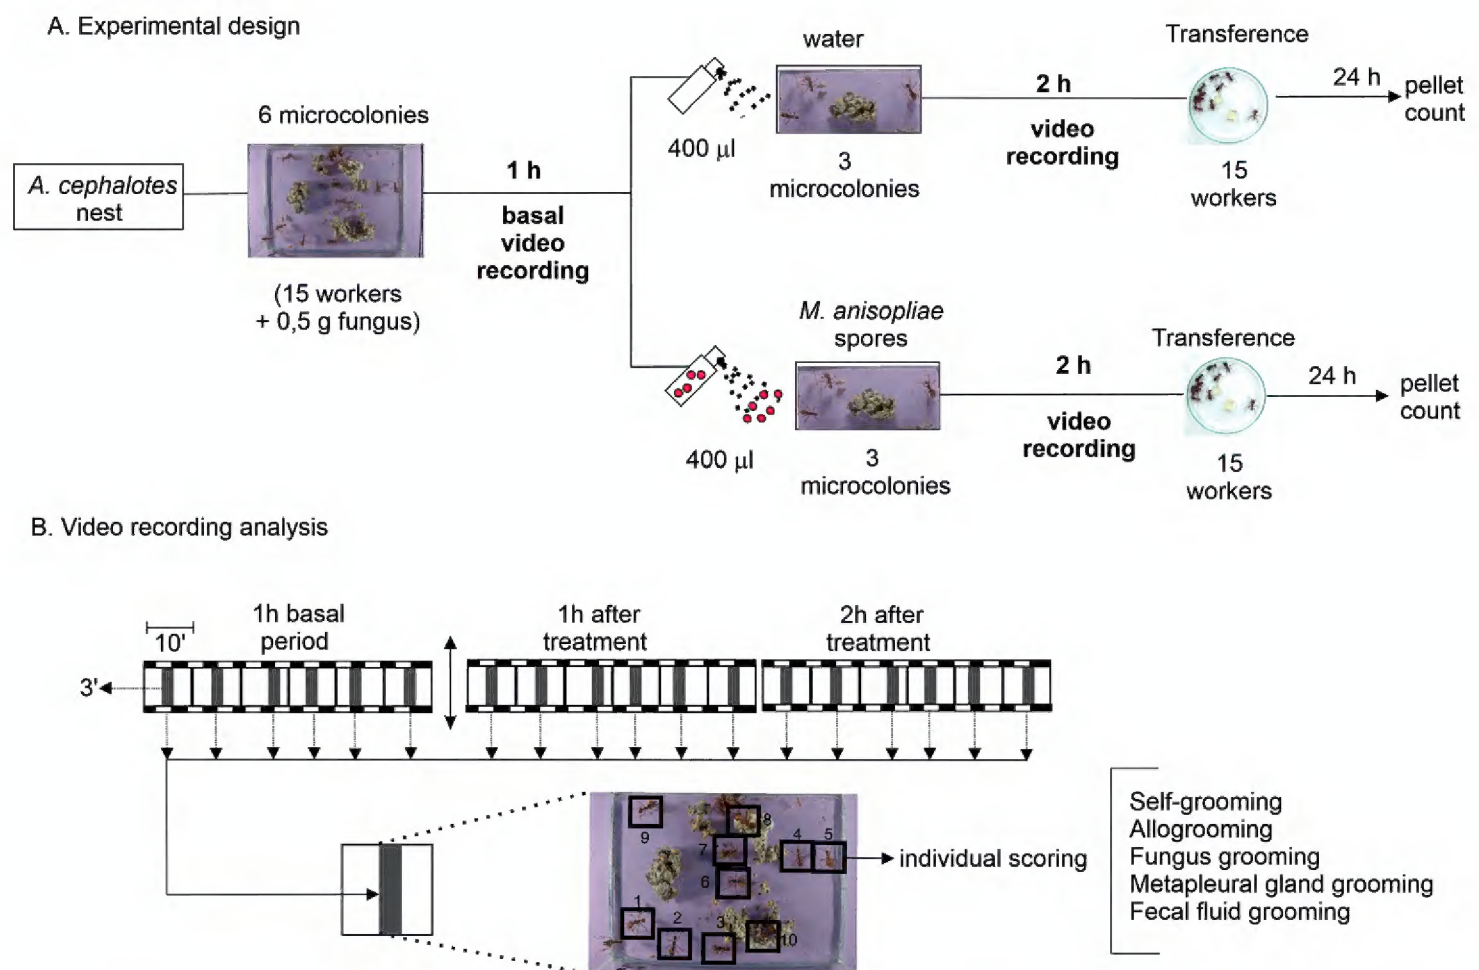 A. Experimental design
A. cephalotes
nest
6 microcolonies
(15 workers
+ 0,5 g fungus)
1 h
basal
video
recording
water
400 µl
3
microcolonies
2 h
video
recording
Transference
15
workers
24 h
pellet
count
M. anisopliae
spores
400 µl
3
microcolonies
2 h
video
recording
Transference
15
workers
24 h
pellet
count
B. Video recording analysis
10'
1h basal
period
1h after
treatment
2h after
treatment
3'
9
8
7
4
5
6
1
2
3
10
individual scoring
Self-grooming
Allogrooming
Fungus grooming
Metapleural gland grooming
Fecal fluid grooming